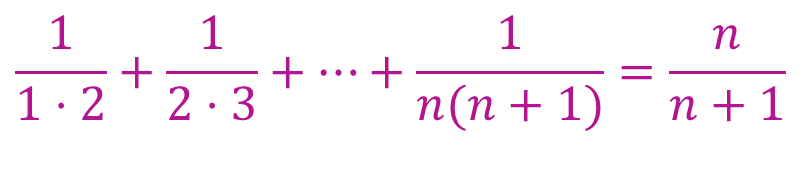 1/(1 · 2) + 1/(2 · 3) + ⋯ + 1/(n(n + 1)) = n/(n + 1)